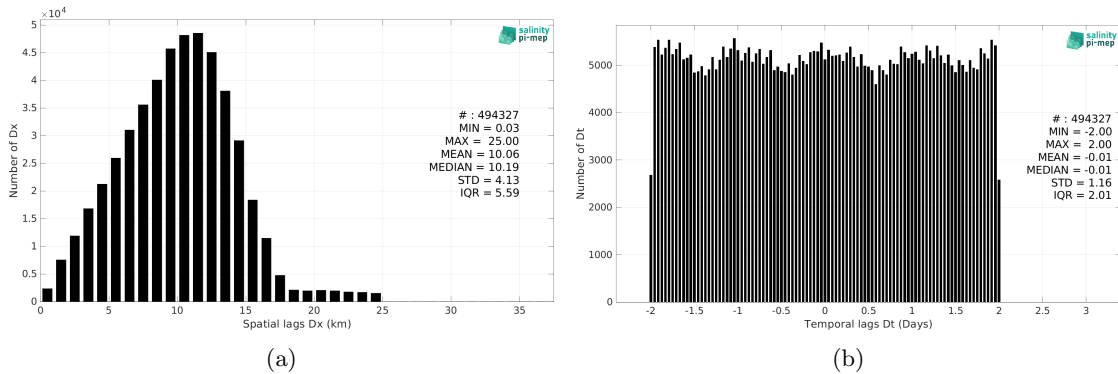 ×10⁴
5
4.5
4
3.5
3
2.5
2
1.5
1
0.5
0
Number of Dx
salinity
pi-mep
# : 494327
MIN = 0.03
MAX = 25.00
MEAN = 10.06
MEDIAN = 10.19
STD = 4.13
IQR = 5.59
0 5 10 15 20 25 30 35
Spatial lags Dx (km)
(a)
5000
4000
3000
2000
1000
0
Number of Dt
salinity
pi-mep
# : 494327
MIN = -2.00
MAX = 2.00
MEAN = -0.01
MEDIAN = -0.01
STD = 1.16
IQR = 2.01
-2 -1.5 -1 -0.5 0 0.5 1 1.5 2 2.5 3
Temporal lags Dt (Days)
(b)